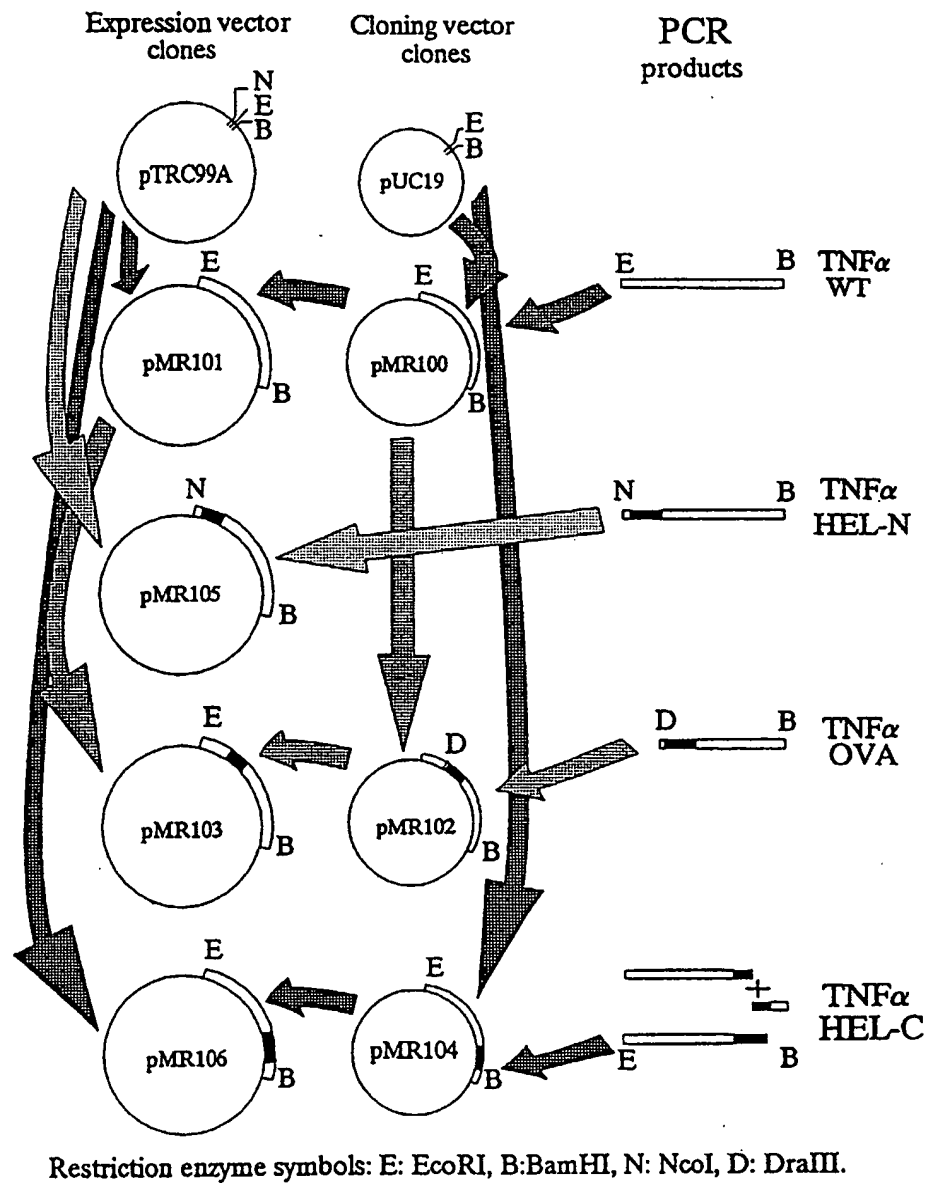 Expression vector
clones
Cloning vector
clones
PCR
products
N
E
B
pTRC99A
E
B
pUC19
E
B
pMR101
E
B
pMR100
E
B
TNFα
WT
N
B
pMR105
N
B
TNFα
HEL-N
E
B
pMR103
D
B
pMR102
D
B
TNFα
OVA
E
B
pMR106
E
B
pMR104
+
E
B
TNFα
HEL-C
Restriction enzyme symbols: E: EcoRI, B:BamHI, N: NcoI, D: DraIII.